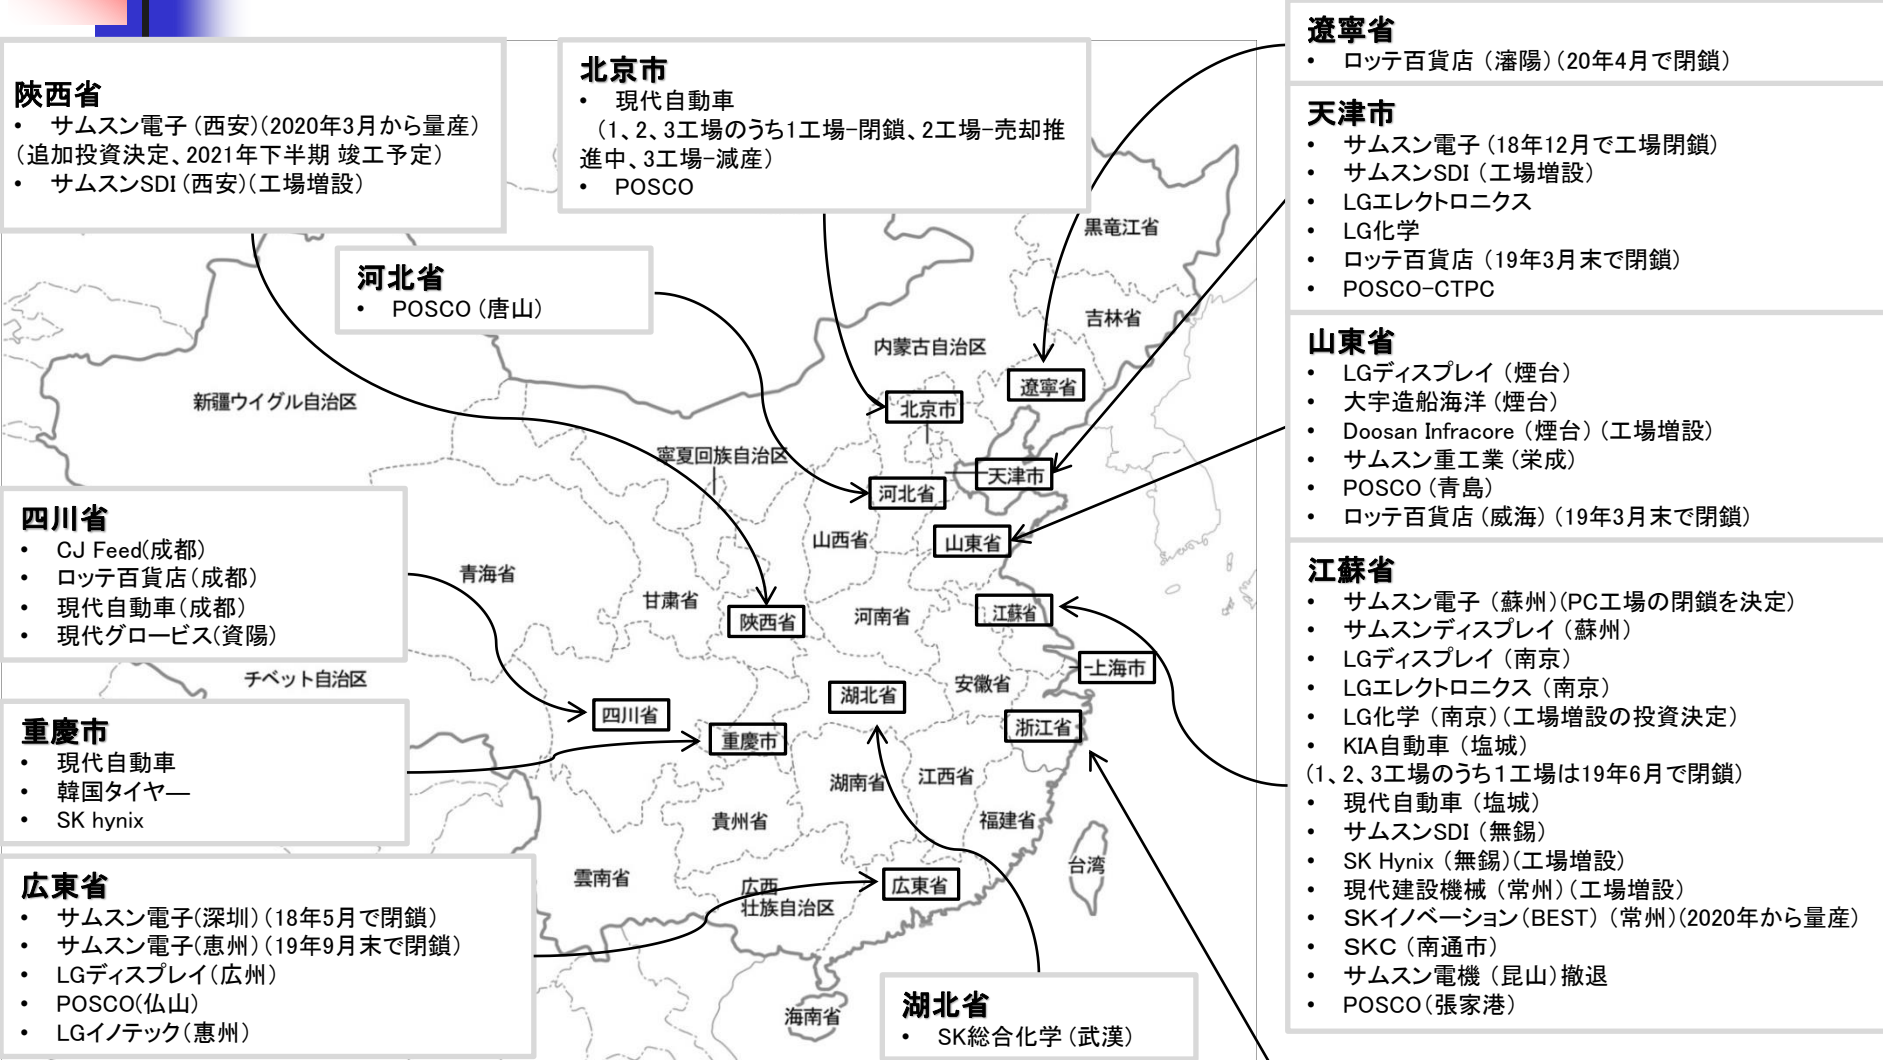 陝西省
• サムスン電子（西安）（2020年3月から量産）
（追加投資決定、2021年下半期 竣工予定）
• サムスンSDI（西安）（工場増設）
北京市
• 現代自動車
（1、2、3工場のうち1工場-閉鎖、2工場-売却推
進中、3工場-減産）
• POSCO
河北省
• POSCO（唐山）
四川省
• CJ Feed(成都）
• ロッテ百貨店（成都）
• 現代自動車（成都）
• 現代グロービス(資陽）
重慶市
• 現代自動車
• 韓国タイヤ―
• SK hynix
広東省
• サムスン電子(深圳）（18年5月で閉鎖）
• サムスン電子(惠州）（19年9月末で閉鎖）
• LGディスプレイ（広州）
• POSCO(仏山）
• LGイノテック（惠州）
湖北省
• SK総合化学（武漢）
遼寧省
• ロッテ百貨店（瀋陽）（20年4月で閉鎖）
天津市
• サムスン電子（18年12月で工場閉鎖）
• サムスンSDI（工場増設）
• LGエレクトロニクス
• LG化学
• ロッテ百貨店（19年3月末で閉鎖）
• POSCO-CTPC
山東省
• LGディスプレイ（煙台）
• 大宇造船海洋（煙台）
• Doosan Infracore（煙台）（工場増設）
• サムスン重工業（栄成）
• POSCO（青島）
• ロッテ百貨店（威海）（19年3月末で閉鎖）
江蘇省
• サムスン電子（蘇州）（PC工場の閉鎖を決定）
• サムスンディスプレイ（蘇州）
• LGディスプレイ（南京）
• LGエレクトロニクス（南京）
• LG化学（南京）（工場増設の投資決定）
• KIA自動車（塩城）
（1、2、3工場のうち1工場は19年6月で閉鎖）
• 現代自動車（塩城）
• サムスンSDI（無錫）
• SK Hynix（無錫）（工場増設）
• 現代建設機械（常州）（工場増設）
• SKイノベーション（BEST）（常州）（2020年から量産）
• SKC（南通市）
• サムスン電機（昆山）撤退
• POSCO（張家港）
黒竜江省
吉林省
内蒙古自治区
遼寧省
新疆ウイグル自治区
北京市
寧夏回族自治区
天津市
河北省
山西省
山東省
青海省
甘粛省
陝西省
河南省
江蘇省
チベット自治区
安徽省
上海市
湖北省
四川省
重慶市
浙江省
湖南省
江西省
貴州省
福建省
雲南省
広西
壮族自治区
広東省
台湾
海南省